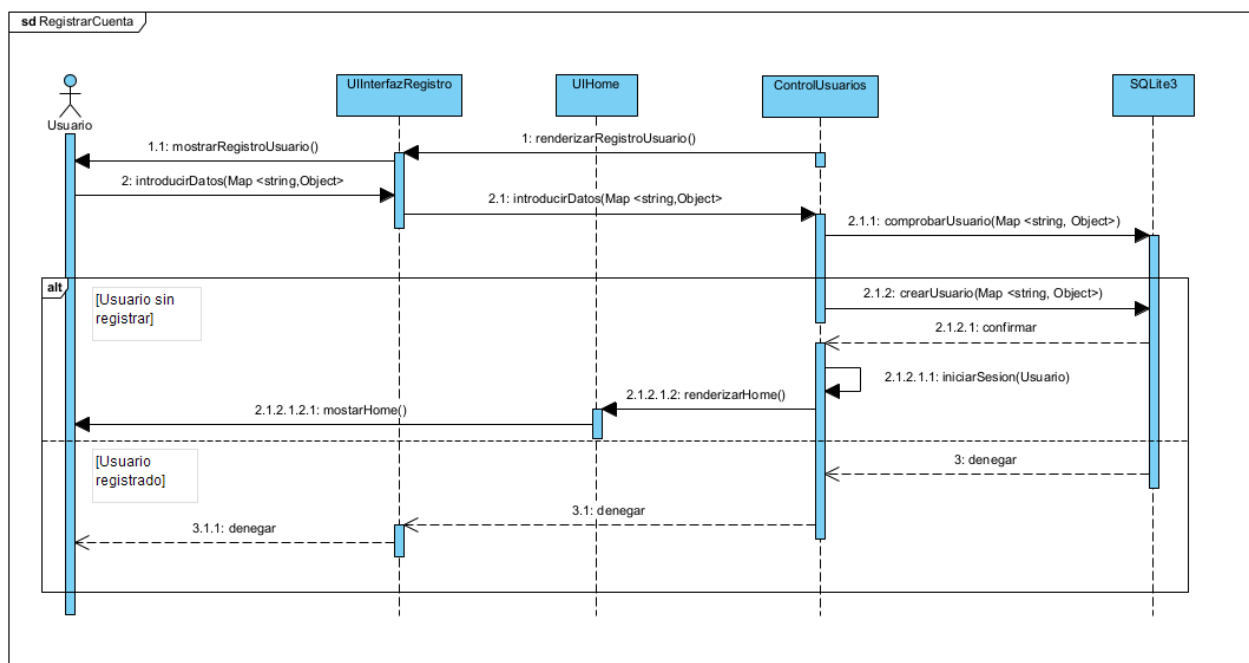 sd RegistrarCuenta
UIInterfazRegistro
UIHome
ControlUsuarios
SQLite3
Usuario
1: renderizarRegistroUsuario()
1.1: mostrarRegistroUsuario()
2: introducirDatos(Map <string,Object>
2.1: introducirDatos(Map <string,Object>
2.1.1: comprobarUsuario(Map <string, Object>)
alt
[Usuario sin
registrar]
2.1.2: crearUsuario(Map <string, Object>)
2.1.2.1: confirmar
2.1.2.1.1: iniciarSesion(Usuario)
2.1.2.1.2: renderizarHome()
2.1.2.1.2.1: mostarHome()
[Usuario
registrado]
3: denegar
3.1: denegar
3.1.1: denegar